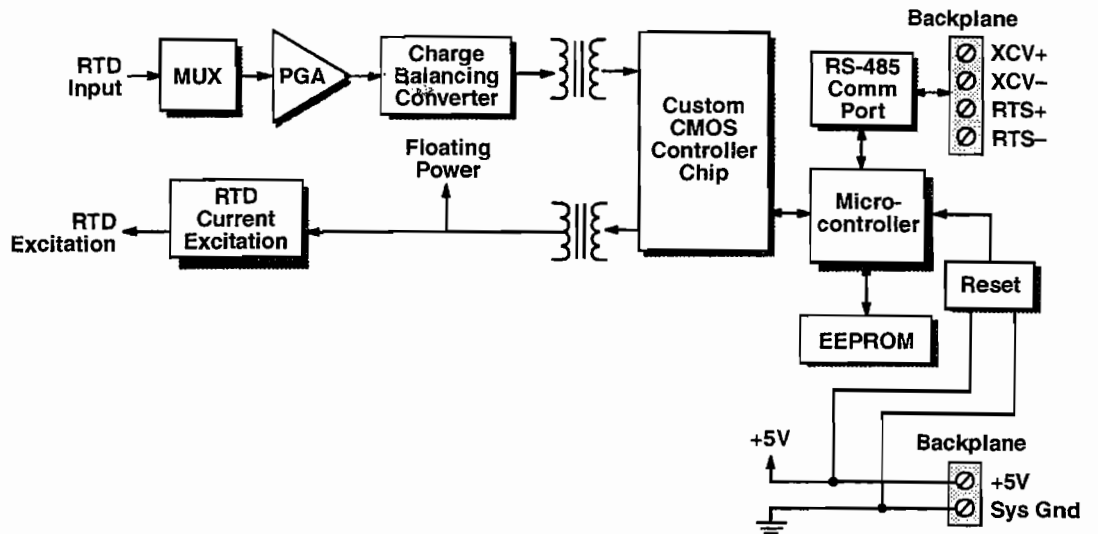 RTD
Input
MUX
PGA
Charge
Balancing
Converter
Custom
CMOS
Controller
Chip
RS-485
Comm
Port
Backplane
XCV+
XCV–
RTS+
RTS–
Floating
Power
RTD
Excitation
RTD
Current
Excitation
Micro-
controller
Reset
EEPROM
+5V
Backplane
+5V
Sys Gnd